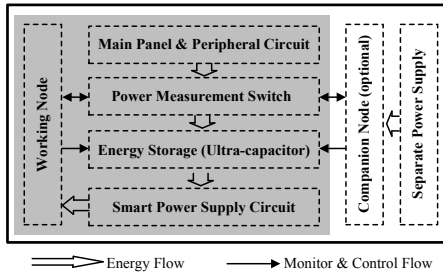 Main Panel & Peripheral Circuit
Working Node
Power Measurement Switch
Energy Storage (Ultra-capacitor)
Smart Power Supply Circuit
Companion Node (optional)
Separate Power Supply
Energy Flow
Monitor & Control Flow